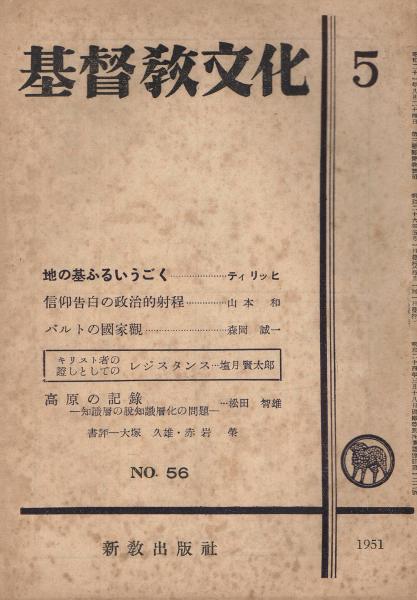 基督敎文化
5
地の基ふるいうごく……………ティリッヒ
信仰告白の政治的射程…………山本 和
バルトの國家觀……………森岡 誠一
キリスト者の
證しとしての
レジスタンス…塩月賢太郎
高原の記錄…松田 智雄
―知識層の脱知識層化の問題―
書評―大塚 久雄・赤岩 榮
NO. 56
新敎出版社
1951